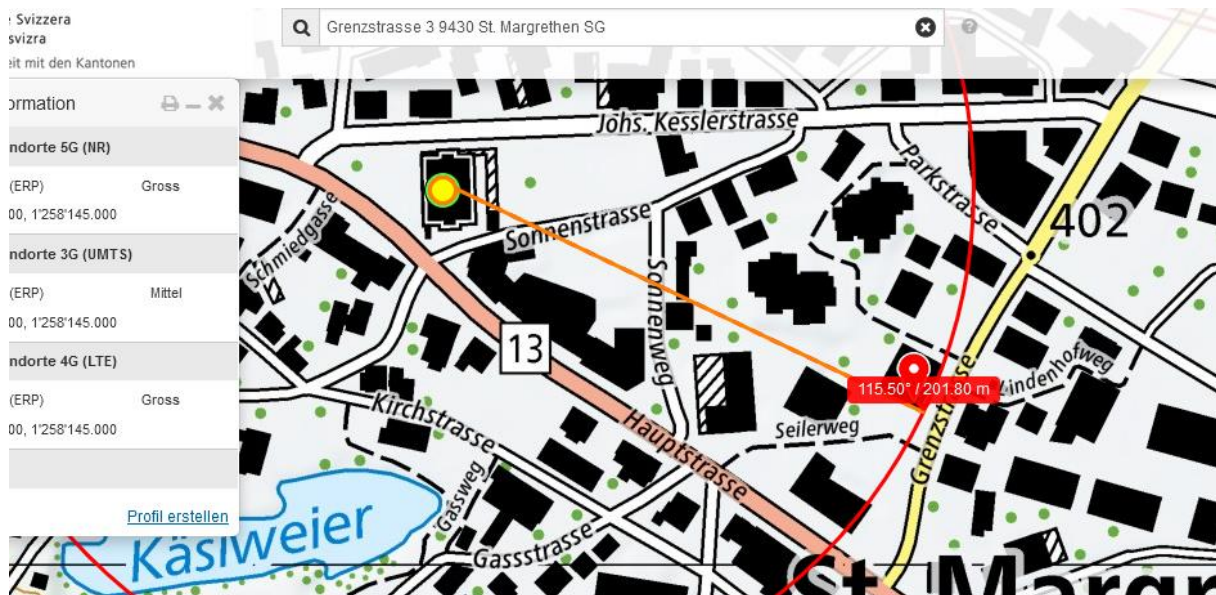 e Svizzera
svizra
eit mit den Kantonen
Grenzstrasse 3 9430 St. Margrethen SG
ormation
ndorte 5G (NR)
(ERP) Gross
00, 1'258'145.000
ndorte 3G (UMTS)
(ERP) Mittel
00, 1'258'145.000
ndorte 4G (LTE)
(ERP) Gross
00, 1'258'145.000
Profil erstellen
Johs. Kesslerstrasse
Parkstrasse
402
Schmiedgasse
Sonnenstrasse
Sonnenweg
13
115.50° / 201.80 m
Lindenhofweg
Grenzstrasse
Kirchstrasse
Hauptstrasse
Seilerweg
Gässweg
Gassstrasse
Käslweier
St. Margr